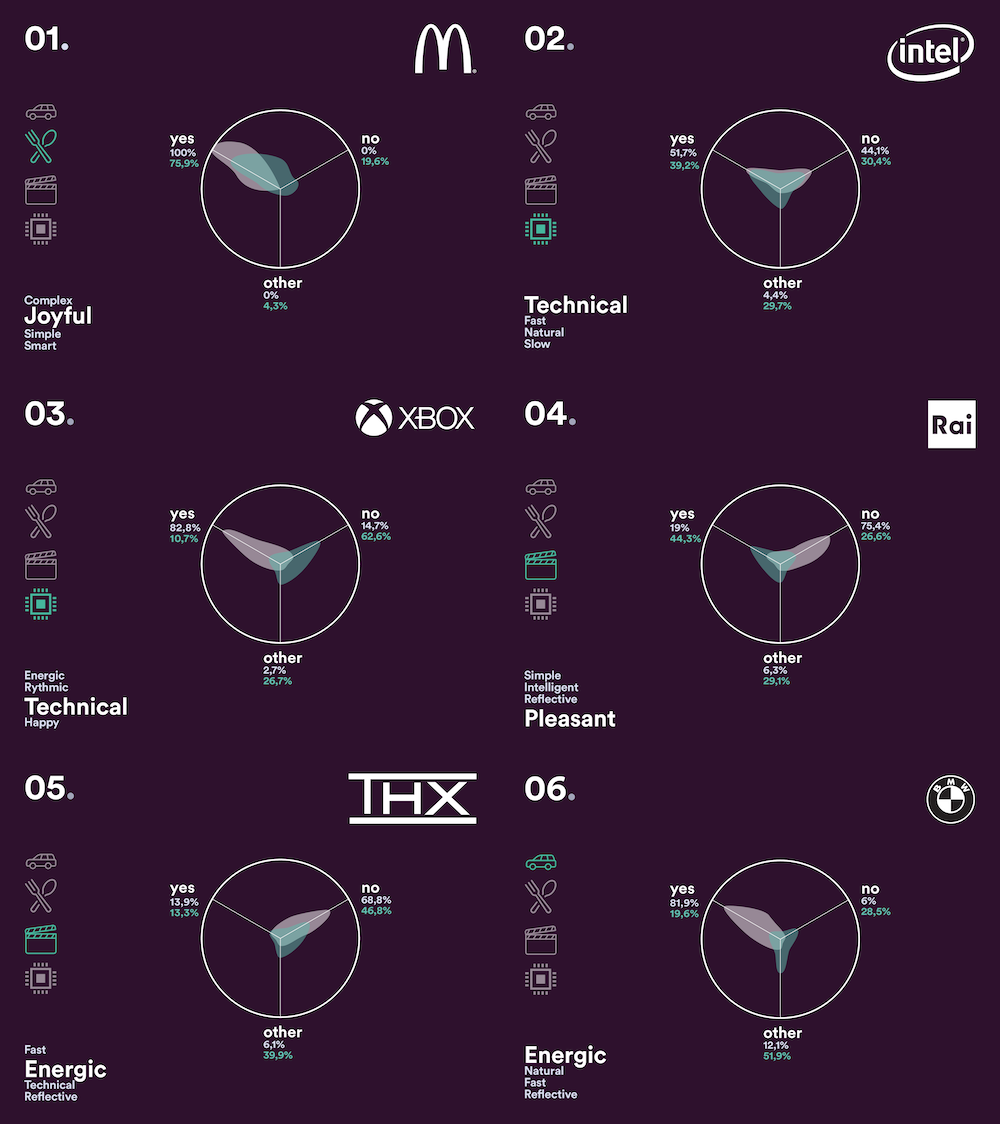 01.
M
yes
100%
75,9%
no
0%
19,6%
other
0%
4,3%
Complex
Joyful
Simple
Smart
02.
intel
yes
51,7%
39,2%
no
44,1%
30,4%
other
4,4%
29,7%
Technical
Fast
Natural
Slow
03.
XBOX
yes
82,8%
10,7%
no
14,7%
62,6%
other
2,7%
26,7%
Energic
Rythmic
Technical
Happy
04.
Rai
yes
19%
44,3%
no
75,4%
26,6%
other
6,3%
29,1%
Simple
Intelligent
Reflective
Pleasant
05.
THX
yes
13,9%
13,3%
no
68,8%
46,8%
other
6,1%
39,9%
Fast
Energic
Technical
Reflective
06.
BMW
yes
81,9%
19,6%
no
6%
28,5%
other
12,1%
51,9%
Energic
Natural
Fast
Reflective